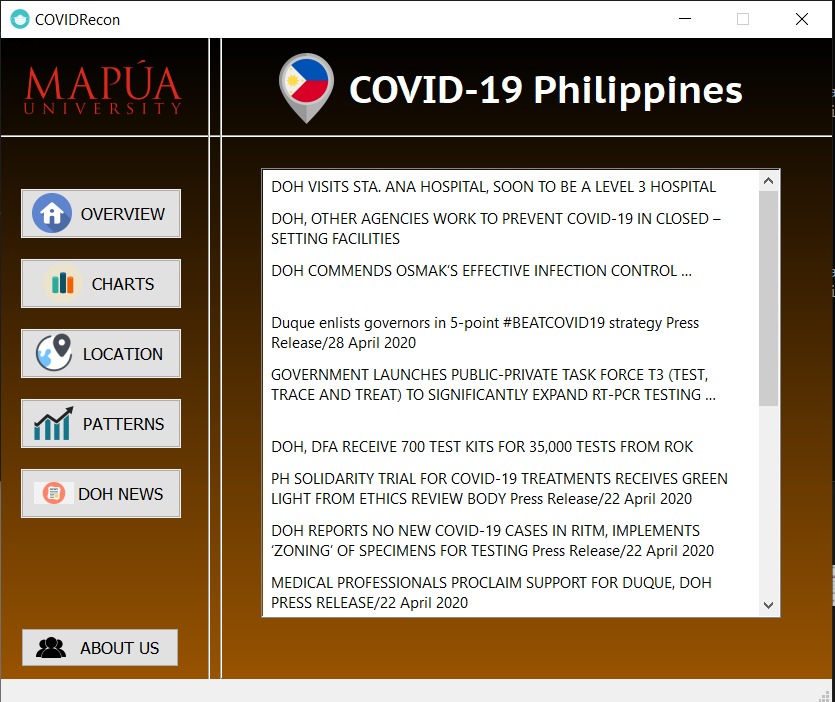 COVIDRecon
MAPÚA
UNIVERSITY
COVID-19 Philippines
OVERVIEW
CHARTS
LOCATION
PATTERNS
DOH NEWS
ABOUT US
DOH VISITS STA. ANA HOSPITAL, SOON TO BE A LEVEL 3 HOSPITAL
DOH, OTHER AGENCIES WORK TO PREVENT COVID-19 IN CLOSED –
SETTING FACILITIES
DOH COMMENDS OSMAK’S EFFECTIVE INFECTION CONTROL ...
Duque enlists governors in 5-point #BEATCOVID19 strategy Press
Release/28 April 2020
GOVERNMENT LAUNCHES PUBLIC-PRIVATE TASK FORCE T3 (TEST,
TRACE AND TREAT) TO SIGNIFICANTLY EXPAND RT-PCR TESTING ...
DOH, DFA RECEIVE 700 TEST KITS FOR 35,000 TESTS FROM ROK
PH SOLIDARITY TRIAL FOR COVID-19 TREATMENTS RECEIVES GREEN
LIGHT FROM ETHICS REVIEW BODY Press Release/22 April 2020
DOH REPORTS NO NEW COVID-19 CASES IN RITM, IMPLEMENTS
‘ZONING’ OF SPECIMENS FOR TESTING Press Release/22 April 2020
MEDICAL PROFESSIONALS PROCLAIM SUPPORT FOR DUQUE, DOH
PRESS RELEASE/22 April 2020